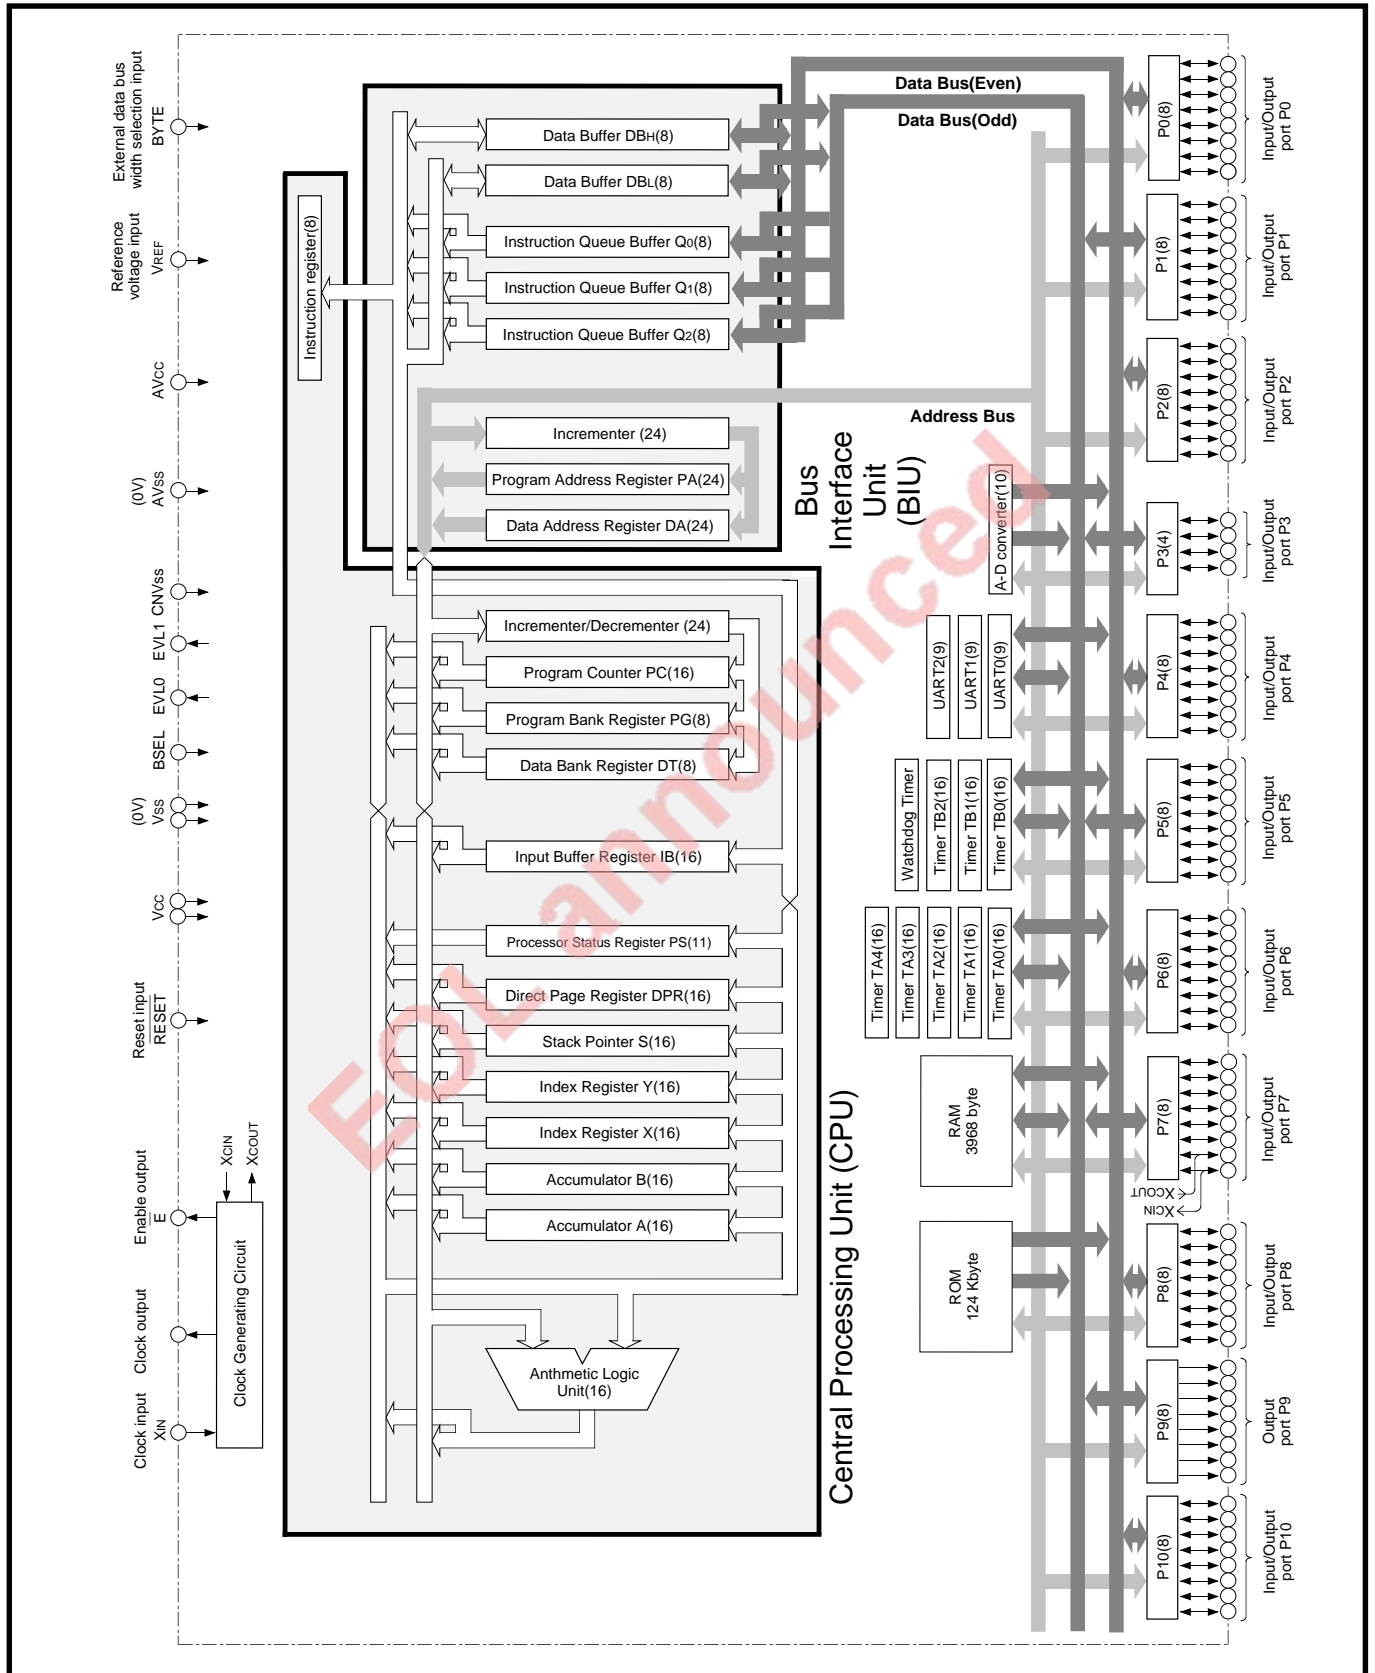 External data bus
width selection input
BYTE
Reference
voltage input
VREF
AVCC
(0V)
AVSS
CNVSS
EVL1
EVL0
BSEL
(0V)
VSS
VCC
Reset input
RESET
Enable output
E
XCIN
XCOUT
Clock output
Clock input
XIN
Clock Generating Circuit
Instruction register(8)
Data Buffer DBH(8)
Data Buffer DBL(8)
Instruction Queue Buffer Q0(8)
Instruction Queue Buffer Q1(8)
Instruction Queue Buffer Q2(8)
Incrementer (24)
Program Address Register PA(24)
Data Address Register DA(24)
Bus
Interface
Unit
(BIU)
Incrementer/Decrementer (24)
Program Counter PC(16)
Program Bank Register PG(8)
Data Bank Register DT(8)
Input Buffer Register IB(16)
Processor Status Register PS(11)
Direct Page Register DPR(16)
Stack Pointer S(16)
Index Register Y(16)
Index Register X(16)
Accumulator B(16)
Accumulator A(16)
Anthmetic Logic
Unit(16)
Central Processing Unit (CPU)
Data Bus(Even)
Data Bus(Odd)
Address Bus
A-D converter(10)
UART2(9)
UART1(9)
UART0(9)
Watchdog Timer
Timer TB2(16)
Timer TB1(16)
Timer TB0(16)
Timer TA4(16)
Timer TA3(16)
Timer TA2(16)
Timer TA1(16)
Timer TA0(16)
RAM
3968 byte
ROM
124 Kbyte
P0(8)
Input/Output
port P0
P1(8)
Input/Output
port P1
P2(8)
Input/Output
port P2
P3(4)
Input/Output
port P3
P4(8)
Input/Output
port P4
P5(8)
Input/Output
port P5
P6(8)
Input/Output
port P6
P7(8)
Input/Output
port P7
XCOUT
XCIN
P8(8)
Input/Output
port P8
P9(8)
Output
port P9
P10(8)
Input/Output
port P10
EOL announced